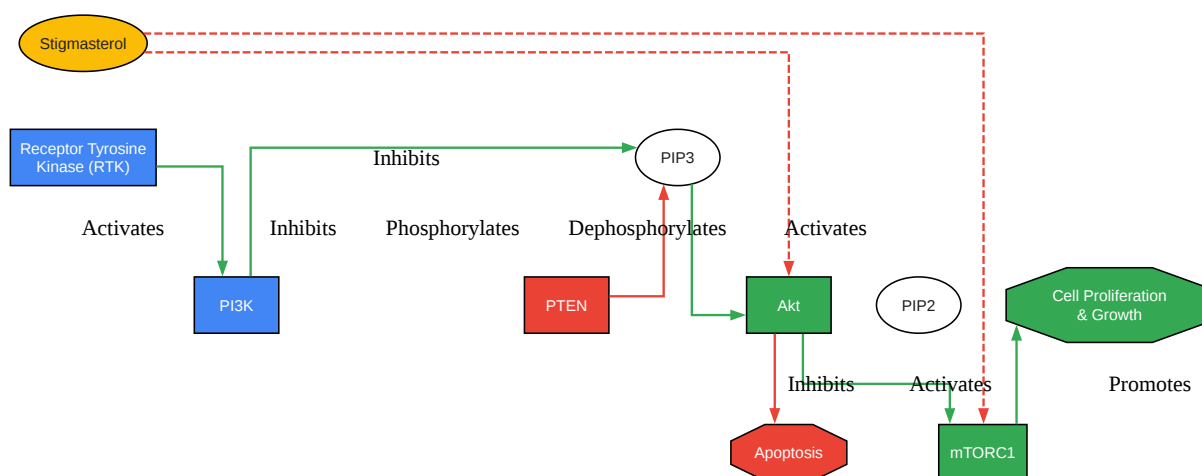 Stigmasterol
Receptor Tyrosine
Kinase (RTK)
Inhibits
PIP3
Activates
Inhibits
Phosphorylates
Dephosphorylates
Activates
PI3K
PTEN
Akt
PIP2
Cell Proliferation
& Growth
Inhibits
Activates
Promotes
Apoptosis
mTORC1